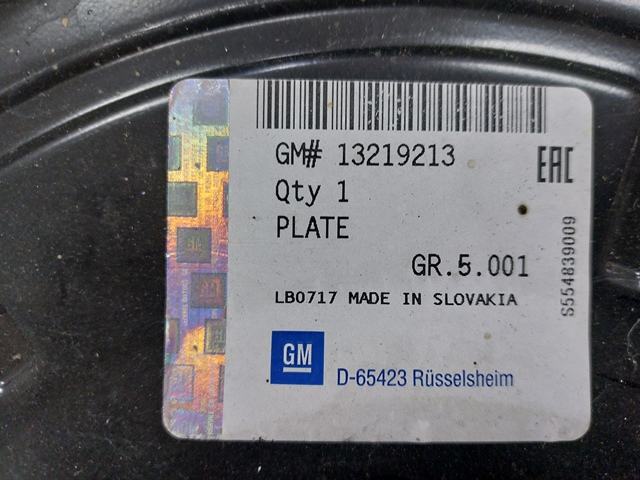 GM# 13219213
EAC
Qty 1
PLATE
GR.5.001
S554839009
LB0717 MADE IN SLOVAKIA
GM
D-65423 Rüsselsheim